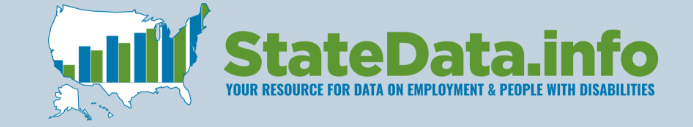 StateData.info
YOUR RESOURCE FOR DATA ON EMPLOYMENT & PEOPLE WITH DISABILITIES